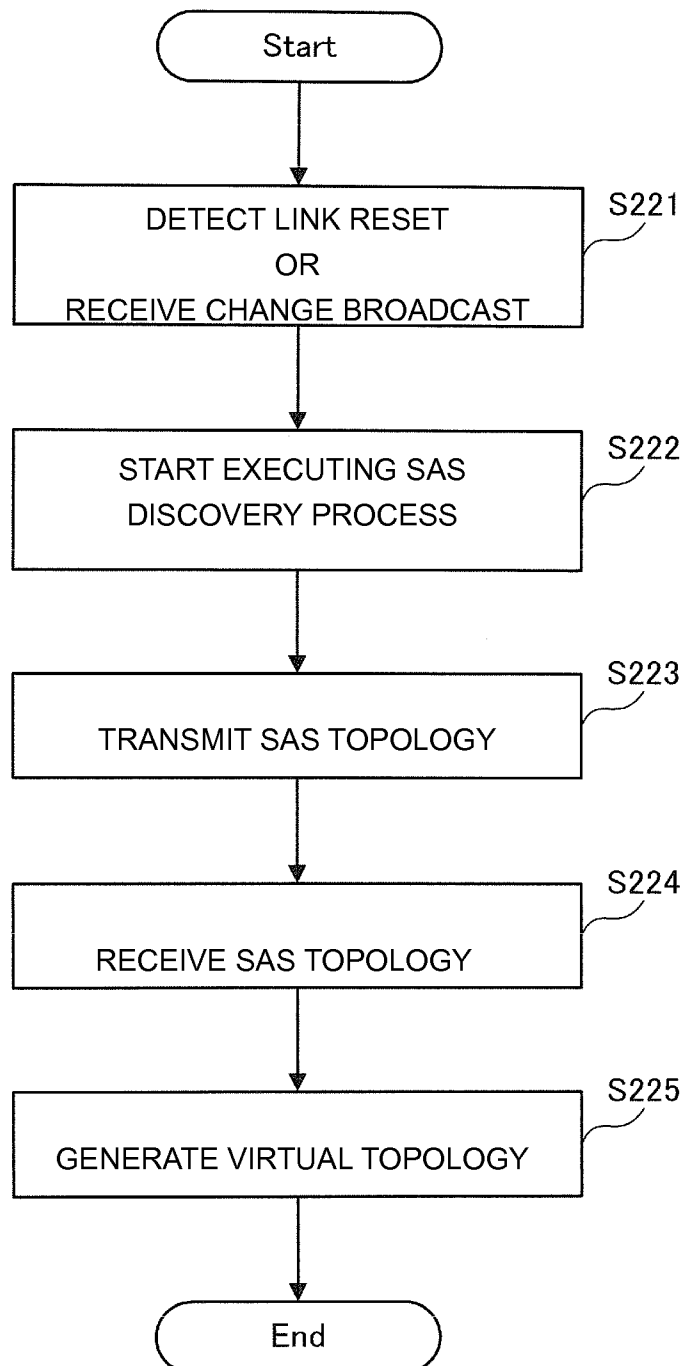 Start
S221
DETECT LINK RESET
OR
RECEIVE CHANGE BROADCAST
S222
START EXECUTING SAS
DISCOVERY PROCESS
S223
TRANSMIT SAS TOPOLOGY
S224
RECEIVE SAS TOPOLOGY
S225
GENERATE VIRTUAL TOPOLOGY
End